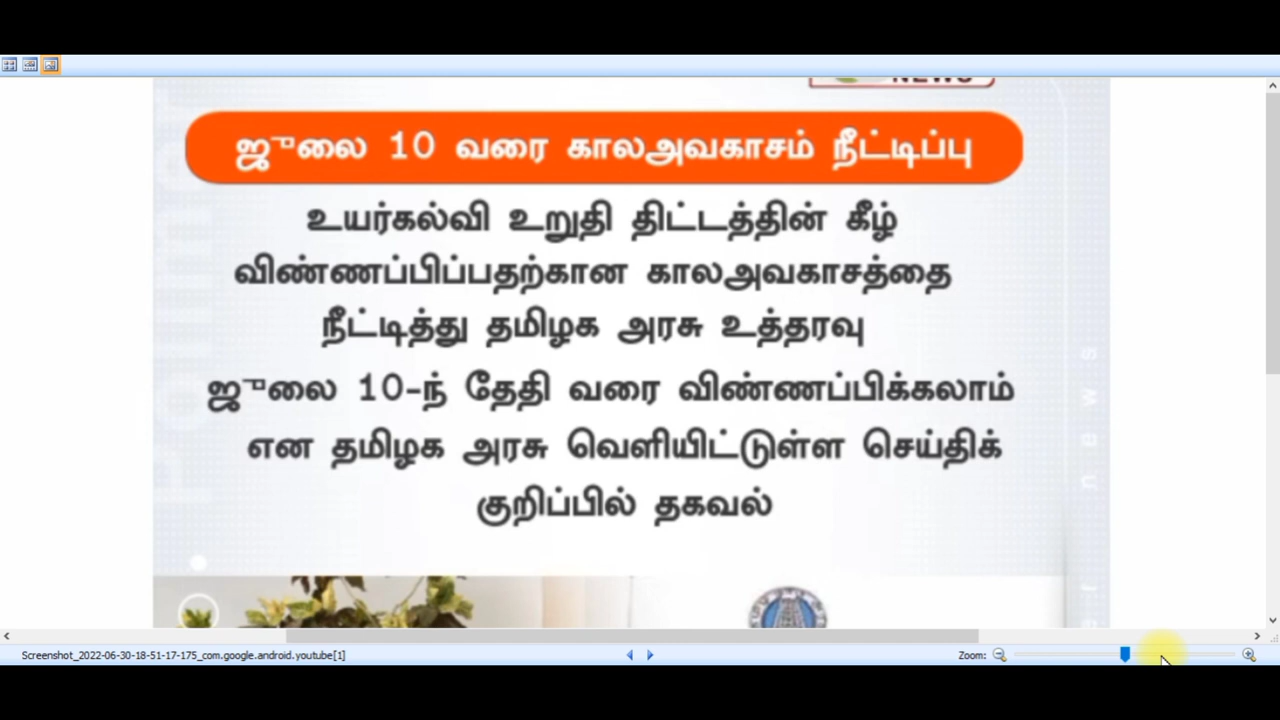 NEWS
ஜூலை 10 வரை காலஅவகாசம் நீட்டிப்பு
உயர்கல்வி உறுதி திட்டத்தின் கீழ்
விண்ணப்பிப்பதற்கான காலஅவகாசத்தை
நீட்டித்து தமிழக அரசு உத்தரவு
ஜூலை 10-ந் தேதி வரை விண்ணப்பிக்கலாம்
என தமிழக அரசு வெளியிட்டுள்ள செய்திக்
குறிப்பில் தகவல்
Screenshot_2022-06-30-18-51-17-175_com.google.android.youtube[1]
Zoom: